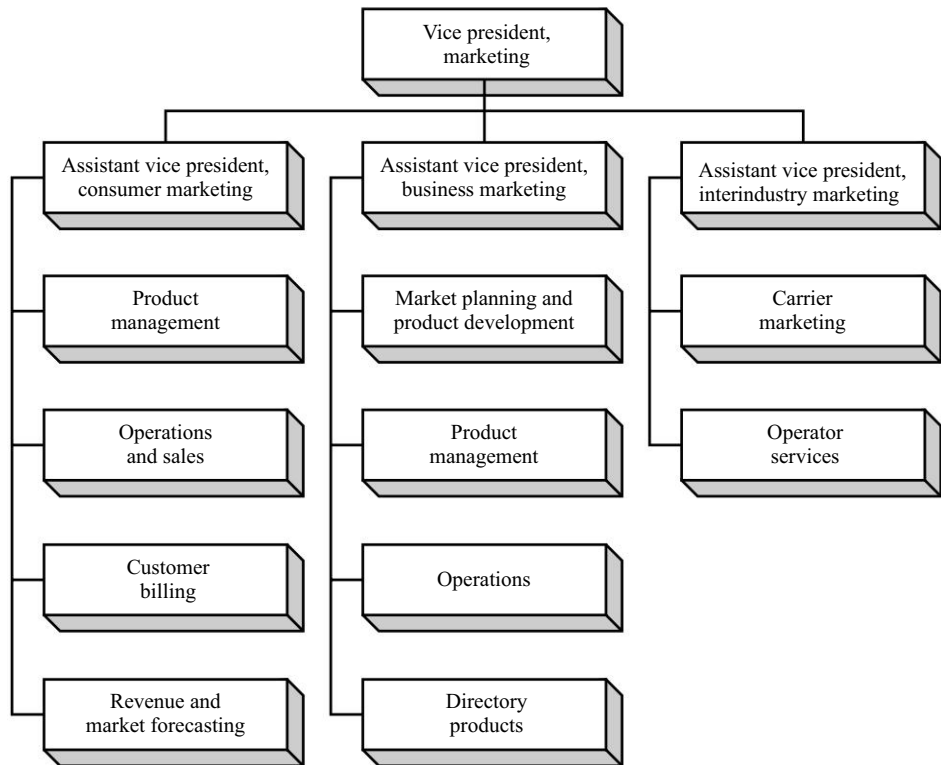 Vice president,
marketing
Assistant vice president,
consumer marketing
Assistant vice president,
business marketing
Assistant vice president,
interindustry marketing
Product
management
Market planning and
product development
Carrier
marketing
Operations
and sales
Product
management
Operator
services
Customer
billing
Operations
Revenue and
market forecasting
Directory
products